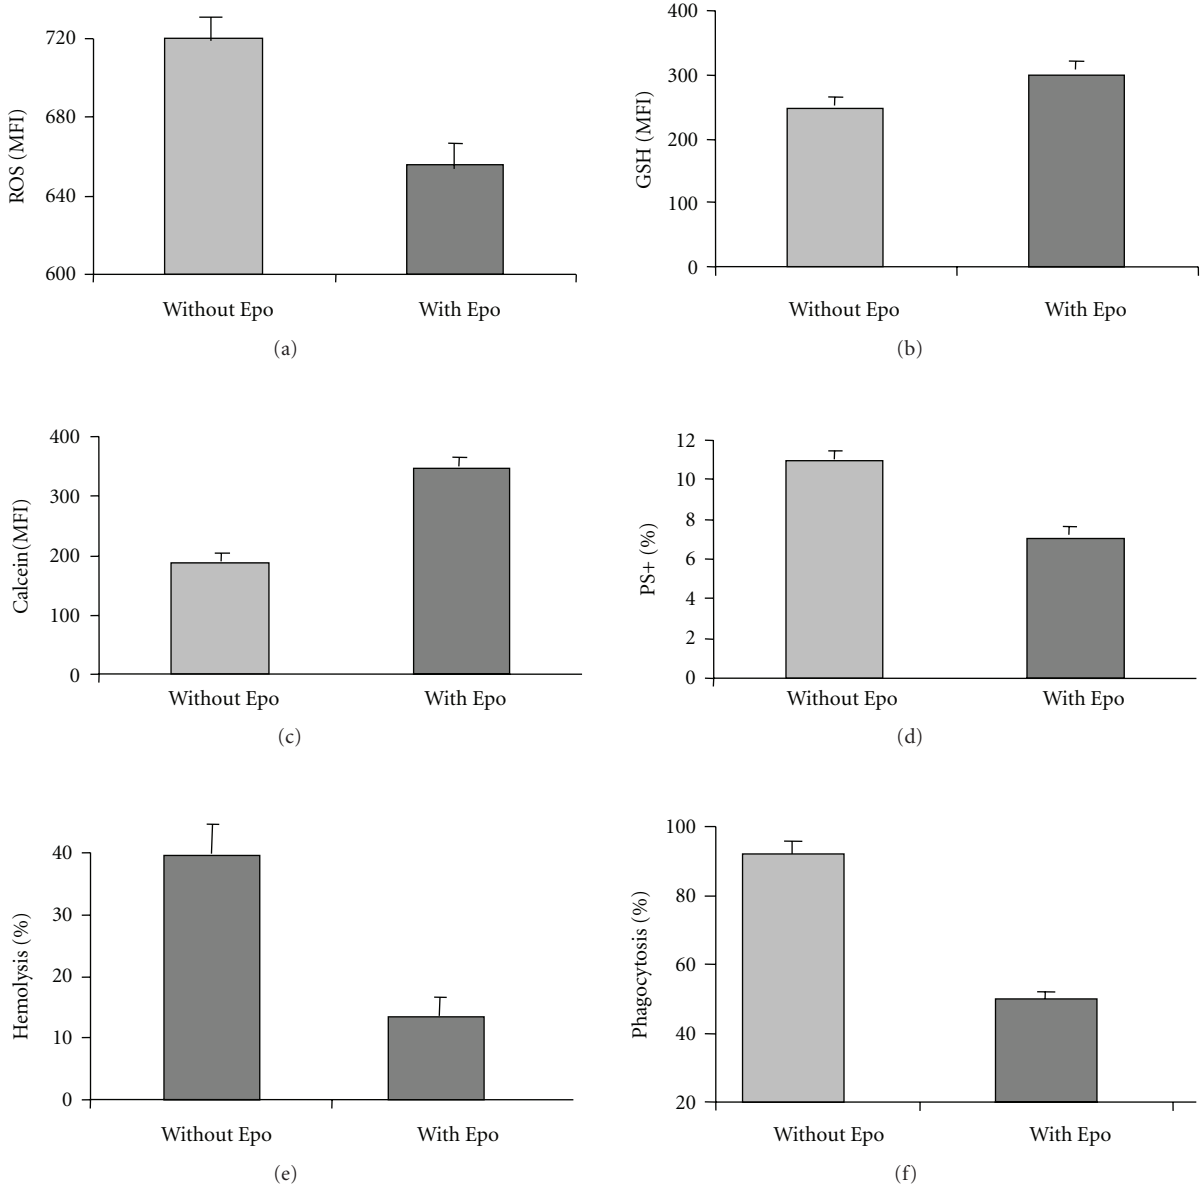 720
680
640
600
ROS (MFI)
Without Epo
With Epo
(a)
400
300
200
100
0
GSH (MFI)
Without Epo
With Epo
(b)
400
300
200
100
0
Calcein(MFI)
Without Epo
With Epo
(c)
12
10
8
6
4
2
0
PS+ (%)
Without Epo
With Epo
(d)
40
30
20
10
0
Hemolysis (%)
Without Epo
With Epo
(e)
100
80
60
40
20
Phagocytosis (%)
Without Epo
With Epo
(f)